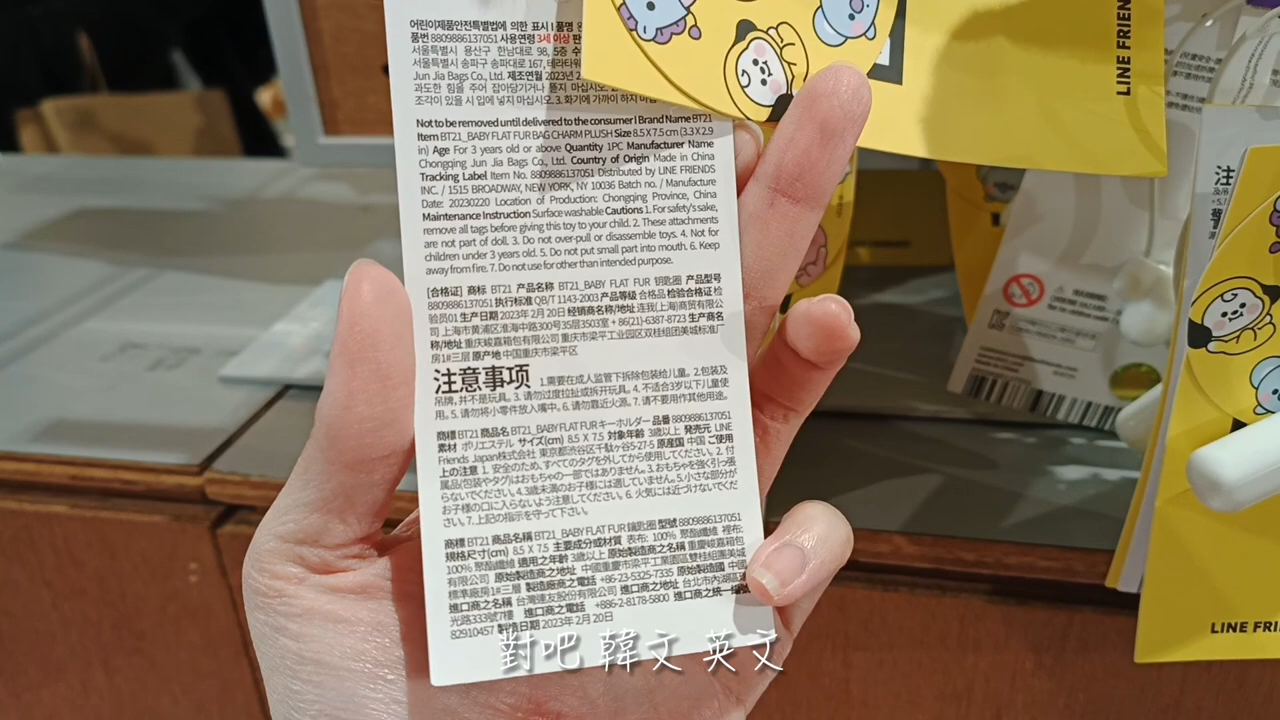 어린이제품안전특별법에 의한 표시 I 품명
품번 8809886137051 사용연령 3세 이상
서울특별시 용산구 한남대로 98, 5층
서울특별시 송파구 송파대로 167, 테라타워
Jun Jia Bags Co., Ltd. 제조연월 2023년 2
과도한 힘을 주어 잡아당기거나 뜯지 마십시오.
조각이 있을 시 입에 넣지 마십시오. 3. 화기에 가까이 하지 마십
Not to be removed until delivered to the consumer I Brand Name BT21
Item BT21_BABY FLAT FUR BAG CHARM PLUSH Size 8.5 X 7.5 cm (3.3 X 2.9
in) Age For 3 years old or above Quantity 1PC Manufacturer Name
Chongqing Jun Jia Bags Co., Ltd. Country of Origin Made in China
Tracking Label Item No. 8809886137051 Distributed by LINE FRIENDS
INC. / 1515 BROADWAY, NEW YORK, NY 10036 Batch no. / Manufacture
Date: 20230220 Location of Production: Chongqing Province, China
Maintenance Instruction Surface washable Cautions 1. For safety's sake,
remove all tags before giving this toy to your child. 2. These attachments
are not part of doll. 3. Do not over-pull or disassemble toys. 4. Not for
children under 3 years old. 5. Do not put small part into mouth. 6. Keep
away from fire. 7. Do not use for other than intended purpose.
[合格证] 商标 BT21 产品名称 BT21_BABY FLAT FUR 钥匙圈 产品型号
8809886137051 执行标准 QB/T 1143-2003 产品等级 合格品 检验合格证 检
验员01 生产日期 2023年 2月 20日 经销商名称/地址 连我(上海)商贸有限公
司 上海市黄浦区淮海中路300号35层3503室 + 86(21)-6387-8723 生产商名
称/地址 重庆峻嘉箱包有限公司 重庆市梁平工业园区双桂组团美城标准厂
房1#三层 原产地 中国重庆市梁平区
注意事项 1.需要在成人监管下拆除包装给儿童。 2.包装及
吊牌, 并不是玩具。 3. 请勿过度拉扯或拆开玩具。 4. 不适合3岁以下儿童使
用。 5. 请勿将小零件放入嘴中。 6. 请勿靠近火源。 7. 请不要用作其他用途。
商標 BT21 商品名 BT21_BABY FLAT FURキーホルダー 品番 8809886137051
素材 ポリエステル サイズ(cm) 8.5 X 7.5 対象年齢 3歳以上 発売元 LINE
Friends Japan株式会社 東京都渋谷区千駄ヶ谷5-27-5 原産国 中国 ご使用
上の注意 1. 安全のため、すべてのタグを外してから使用してください。 2. 付
属品(包装やタグ)はおもちゃの一部ではありません。 3. おもちゃを強く引っ張
らないでください。 4. 3歳未満のお子様には適していません。 5. 小さな部分が
お子様の口に入らないよう注意してください。 6. 火気には近づけないでくだ
さい。 7. 上記の指示を守って下さい。
商標 BT21 商品名稱 BT21_BABY FLAT FUR 鑰匙圈 型號 8809886137051
規格尺寸(cm) 8.5 X 7.5 主要成分或材質 表布: 100% 聚酯纖維 裡布:
100% 聚酯纖維 適用之年齡 3歲以上 原始製造商之名稱 重慶峻嘉箱包
有限公司 原始製造商之地址 中國重慶市梁平工業園區雙桂組團美城
標準廠房1#三層 製造廠商之電話 +86-23-5325-7335 原始製造國 中國
進口商之名稱 台灣連友股份有限公司 進口商之地址 台北市內湖區
光路333號7樓 進口商之電話 +886-2-8178-5800 進口商之統一編號
82910457 製造日期 2023年 2月 20日
LINE FRIEN
WARNING:
LINE FRIE
對吧 韓文 英文